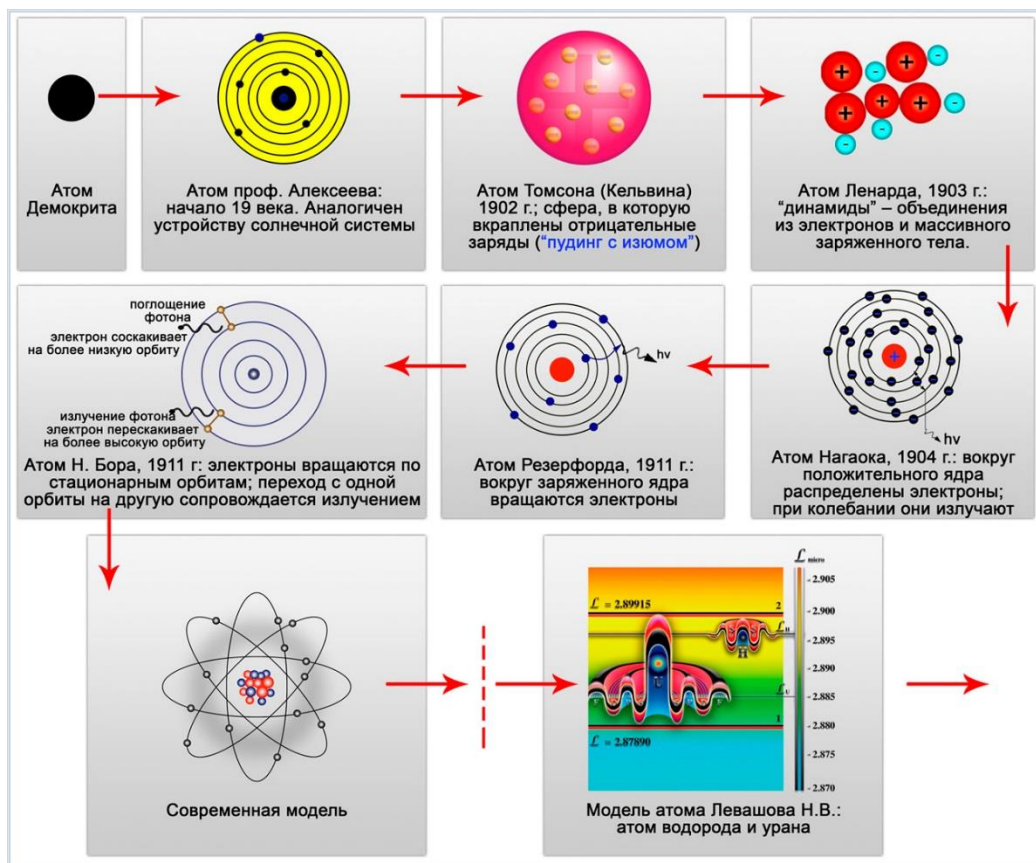 Атом
Демокрита
Атом проф. Алексеева:
начало 19 века. Аналогичен
устройству солнечной системы
Атом Томсона (Кельвина)
1902 г.; сфера, в которую
вкраплены отрицательные
заряды (“пудинг с изюмом”)
+
+
+
+
+
-
-
-
-
-
Атом Ленарда, 1903 г.:
“динамиды” – объединения
из электронов и массивного
заряженного тела.
поглощение
фотона
электрон соскакивает
на более низкую орбиту
излучение фотона
электрон перескакивает
на более высокую орбиту
Атом Н. Бора, 1911 г: электроны вращаются по
стационарным орбитам; переход с одной
орбиты на другую сопровождается излучением
hν
Атом Резерфорда, 1911 г.:
вокруг заряженного ядра
вращаются электроны
+
hν
Атом Нагаока, 1904 г.: вокруг
положительного ядра
распределены электроны;
при колебании они излучают
Современная модель
ℒ micro
2.905
2.900
2.895
2.890
2.885
2.880
2.875
2.870
ℒ = 2.89915
2
ℒ H
H
U
ℒ U
1
ℒ = 2.87890
Модель атома Левашова Н.В.:
атом водорода и урана